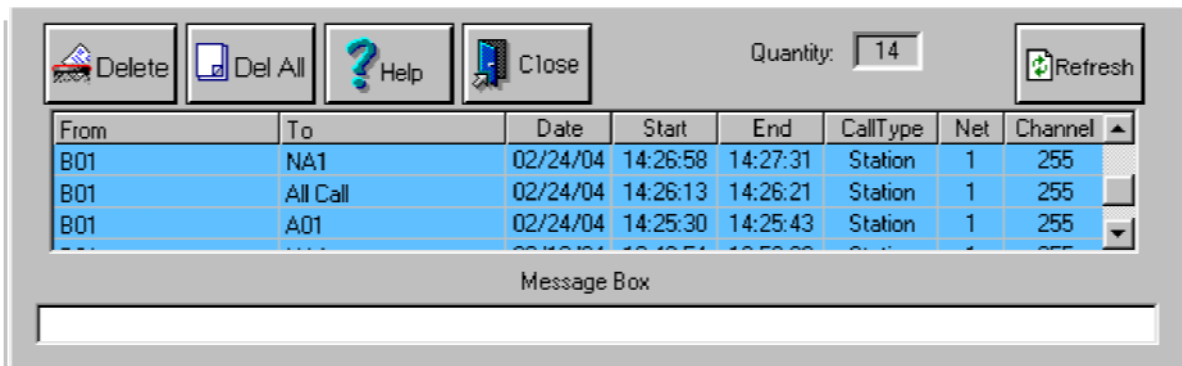 Delete Del All Help Close Quantity: 14 Refresh
From To Date Start End CallType Net Channel
B01 NA1 02/24/04 14:26:58 14:27:31 Station 1 255
B01 All Call 02/24/04 14:26:13 14:26:21 Station 1 255
B01 A01 02/24/04 14:25:30 14:25:43 Station 1 255
Message Box